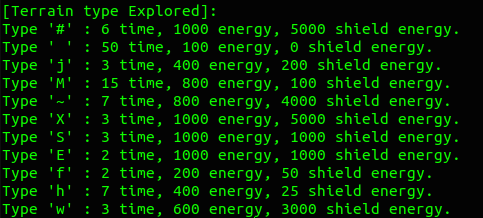 [Terrain type Explored]:
Type '#' : 6 time, 1000 energy, 5000 shield energy.
Type ' ' : 50 time, 100 energy, 0 shield energy.
Type 'j' : 3 time, 400 energy, 200 shield energy.
Type 'M' : 15 time, 800 energy, 100 shield energy.
Type '~' : 7 time, 800 energy, 4000 shield energy.
Type 'X' : 3 time, 1000 energy, 5000 shield energy.
Type 'S' : 3 time, 1000 energy, 1000 shield energy.
Type 'E' : 2 time, 1000 energy, 1000 shield energy.
Type 'f' : 2 time, 200 energy, 50 shield energy.
Type 'h' : 7 time, 400 energy, 25 shield energy.
Type 'w' : 3 time, 600 energy, 3000 shield energy.